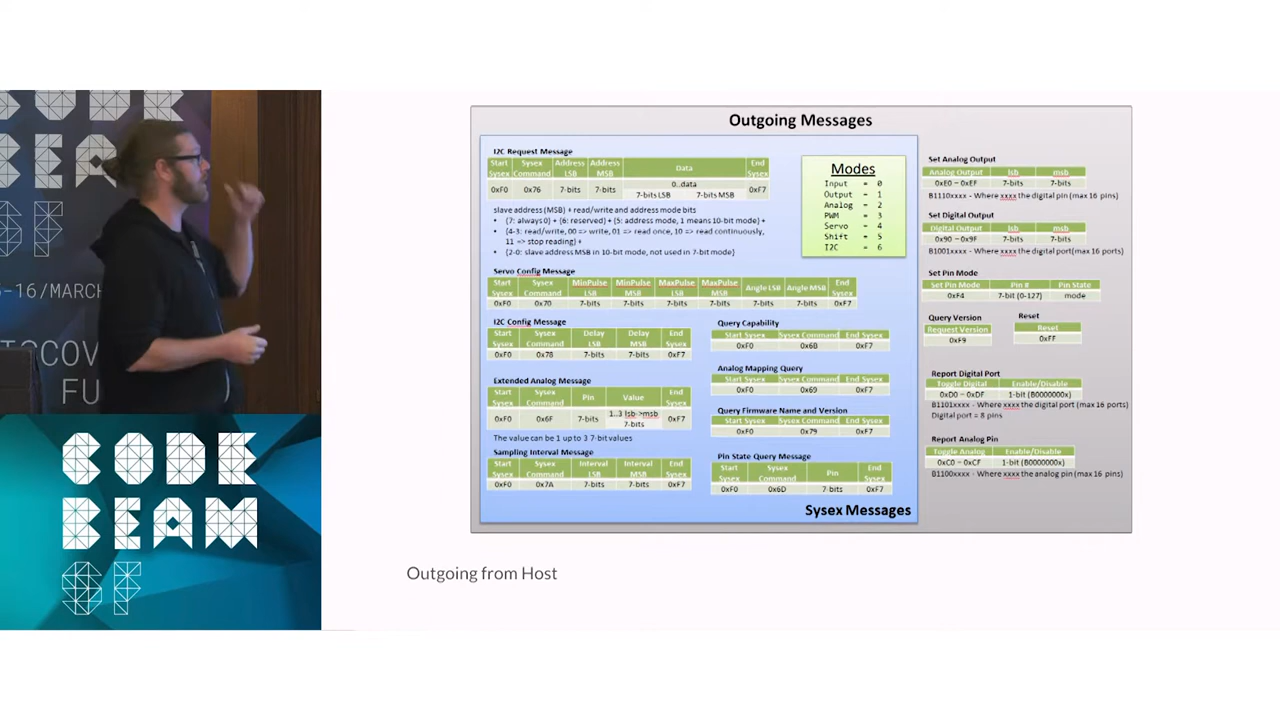 CODE
BEA
SF
-16/MARCH
COV
FU
CODE
BEAM
SF
Outgoing Messages
I2C Request Message
Start Sysex Sysex Command Address LSB Address MSB Data End Sysex
0xF0 0x76 7-bits 7-bits 0..data 0xF7
7-bits LSB 7-bits MSB
slave address (MSB) + read/write and address mode bits
• {7: always 0} + {6: reserved} + {5: address mode, 1 means 10-bit mode} +
• {4-3: read/write, 00 => write, 01 => read once, 10 => read continuously,
11 => stop reading} +
• {2-0: slave address MSB in 10-bit mode, not used in 7-bit mode}
Modes
Input = 0
Output = 1
Analog = 2
PWM = 3
Servo = 4
Shift = 5
I2C = 6
Servo Config Message
Start Sysex Sysex Command MinPulse LSB MinPulse MSB MaxPulse LSB MaxPulse MSB Angle LSB Angle MSB End Sysex
0xF0 0x70 7-bits 7-bits 7-bits 7-bits 7-bits 7-bits 0xF7
I2C Config Message
Start Sysex Sysex Command Delay LSB Delay MSB End Sysex
0xF0 0x78 7-bits 7-bits 0xF7
Extended Analog Message
Start Sysex Sysex Command Pin Value End Sysex
0xF0 0x6F 7-bits 1..3 lsb->msb 0xF7
7-bits
The value can be 1 up to 3 7-bit values
Sampling Interval Message
Start Sysex Sysex Command Interval LSB Interval MSB End Sysex
0xF0 0x7A 7-bits 7-bits 0xF7
Query Capability
Start Sysex Sysex Command End Sysex
0xF0 0x6B 0xF7
Analog Mapping Query
Start Sysex Sysex Command End Sysex
0xF0 0x69 0xF7
Query Firmware Name and Version
Start Sysex Sysex Command End Sysex
0xF0 0x79 0xF7
Pin State Query Message
Start Sysex Sysex Command Pin End Sysex
0xF0 0x6D 7-bits 0xF7
Sysex Messages
Set Analog Output
Analog Output lsb msb
0xE0 – 0xEF 7-bits 7-bits
B1110xxxx - Where xxxx the digital pin (max 16 pins)
Set Digital Output
Digital Output lsb msb
0x90 – 0x9F 7-bits 7-bits
B1001xxxx - Where xxxx the digital port(max 16 ports)
Set Pin Mode
Set Pin Mode Pin # Pin State
0xF4 7-bit (0-127) mode
Query Version
Request Version
0xF9
Reset
Reset
0xFF
Report Digital Port
Toggle Digital Enable/Disable
0xD0 – 0xDF 1-bit (B0000000x)
B1101xxxx - Where xxxx the digital port (max 16 ports)
Digital port = 8 pins
Report Analog Pin
Toggle Analog Enable/Disable
0xC0 – 0xCF 1-bit (B0000000x)
B1100xxxx - Where xxxx the analog pin (max 16 pins)
Outgoing from Host